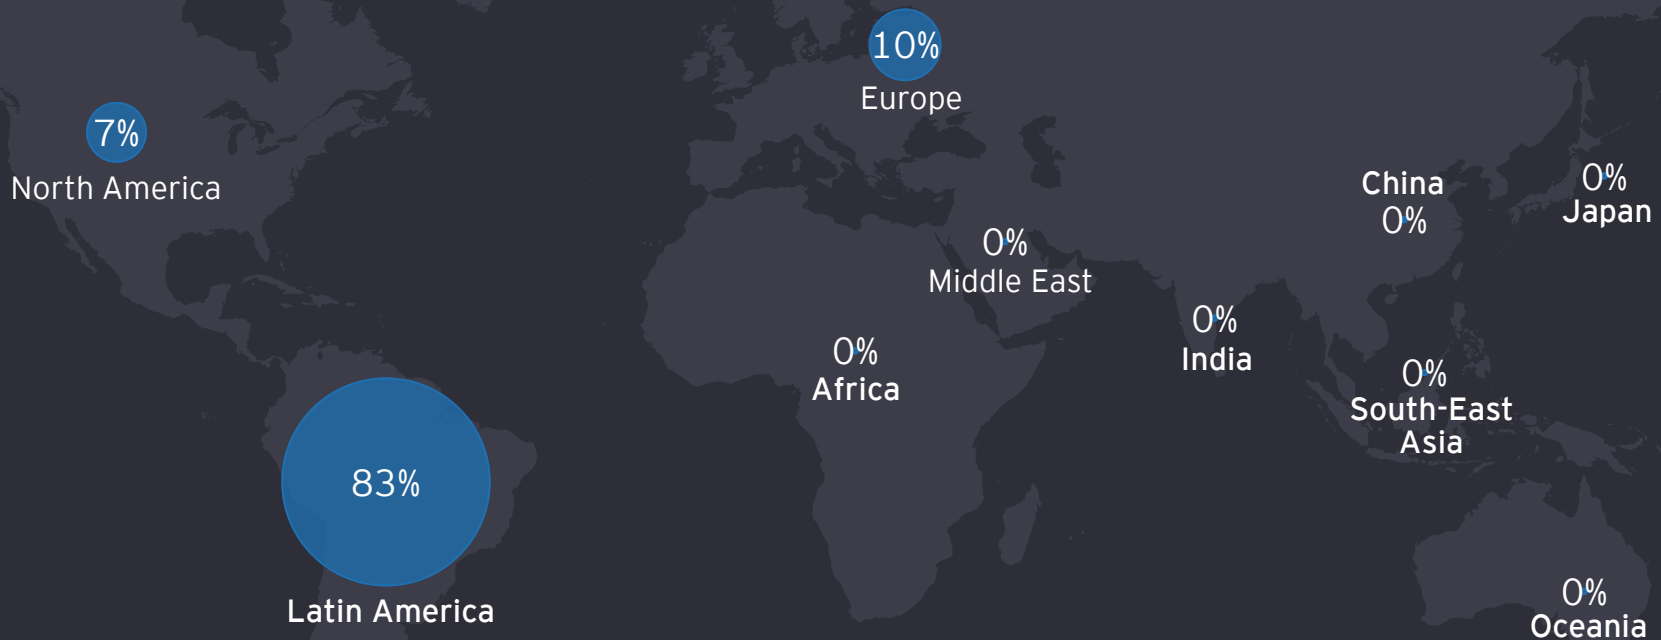 10%
Europe
7%
North America
China
0%
0%
Japan
0%
Middle East
0%
India
0%
Africa
0%
South-East
Asia
83%
Latin America
0%
Oceania